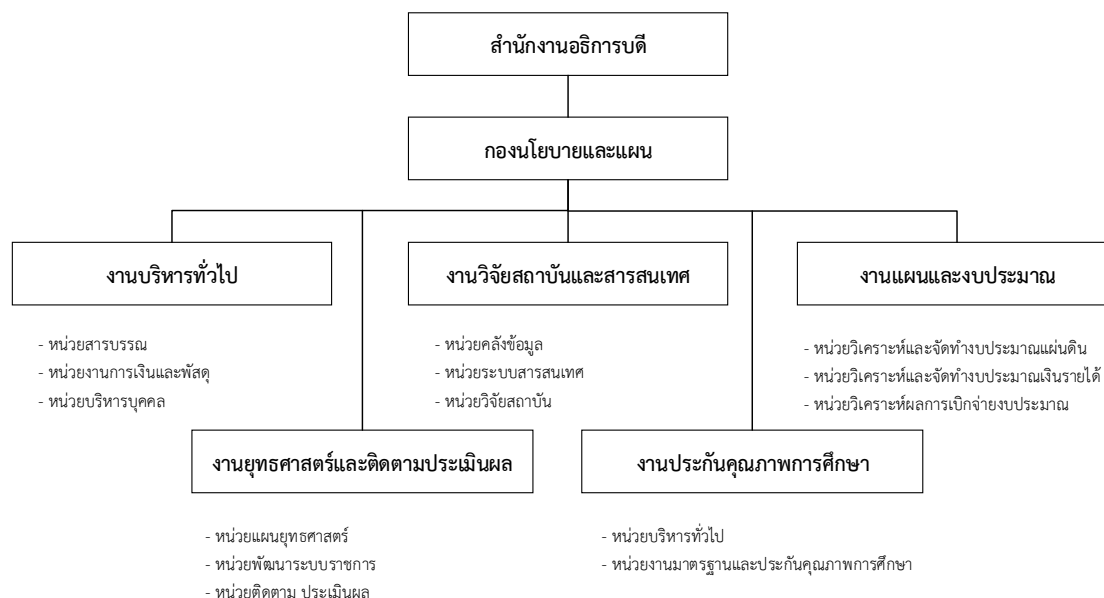 สำนักงานอธิการบดี
กองนโยบายและแผน
งานบริหารทั่วไป
- หน่วยสารบรรณ
- หน่วยงานการเงินและพัสดุ
- หน่วยบริหารบุคคล
งานวิจัยสถาบันและสารสนเทศ
- หน่วยคลังข้อมูล
- หน่วยระบบสารสนเทศ
- หน่วยวิจัยสถาบัน
งานแผนและงบประมาณ
- หน่วยวิเคราะห์และจัดทำงบประมาณแผ่นดิน
- หน่วยวิเคราะห์และจัดทำงบประมาณเงินรายได้
- หน่วยวิเคราะห์ผลการเบิกจ่ายงบประมาณ
งานยุทธศาสตร์และติดตามประเมินผล
- หน่วยแผนยุทธศาสตร์
- หน่วยพัฒนาระบบราชการ
- หน่วยติดตาม ประเมินผล
งานประกันคุณภาพการศึกษา
- หน่วยบริหารทั่วไป
- หน่วยงานมาตรฐานและประกันคุณภาพการศึกษา